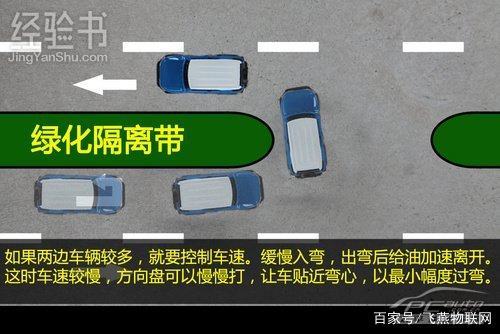 经验书
JingYanShu.com
绿化隔离带
如果两边车辆较多，就要控制车速。缓慢入弯，出弯后给油加速离开。
这时车速较慢，方向盘可以慢慢打，让车贴近弯心，以最小幅度过弯。
百家号/飞燕物联网